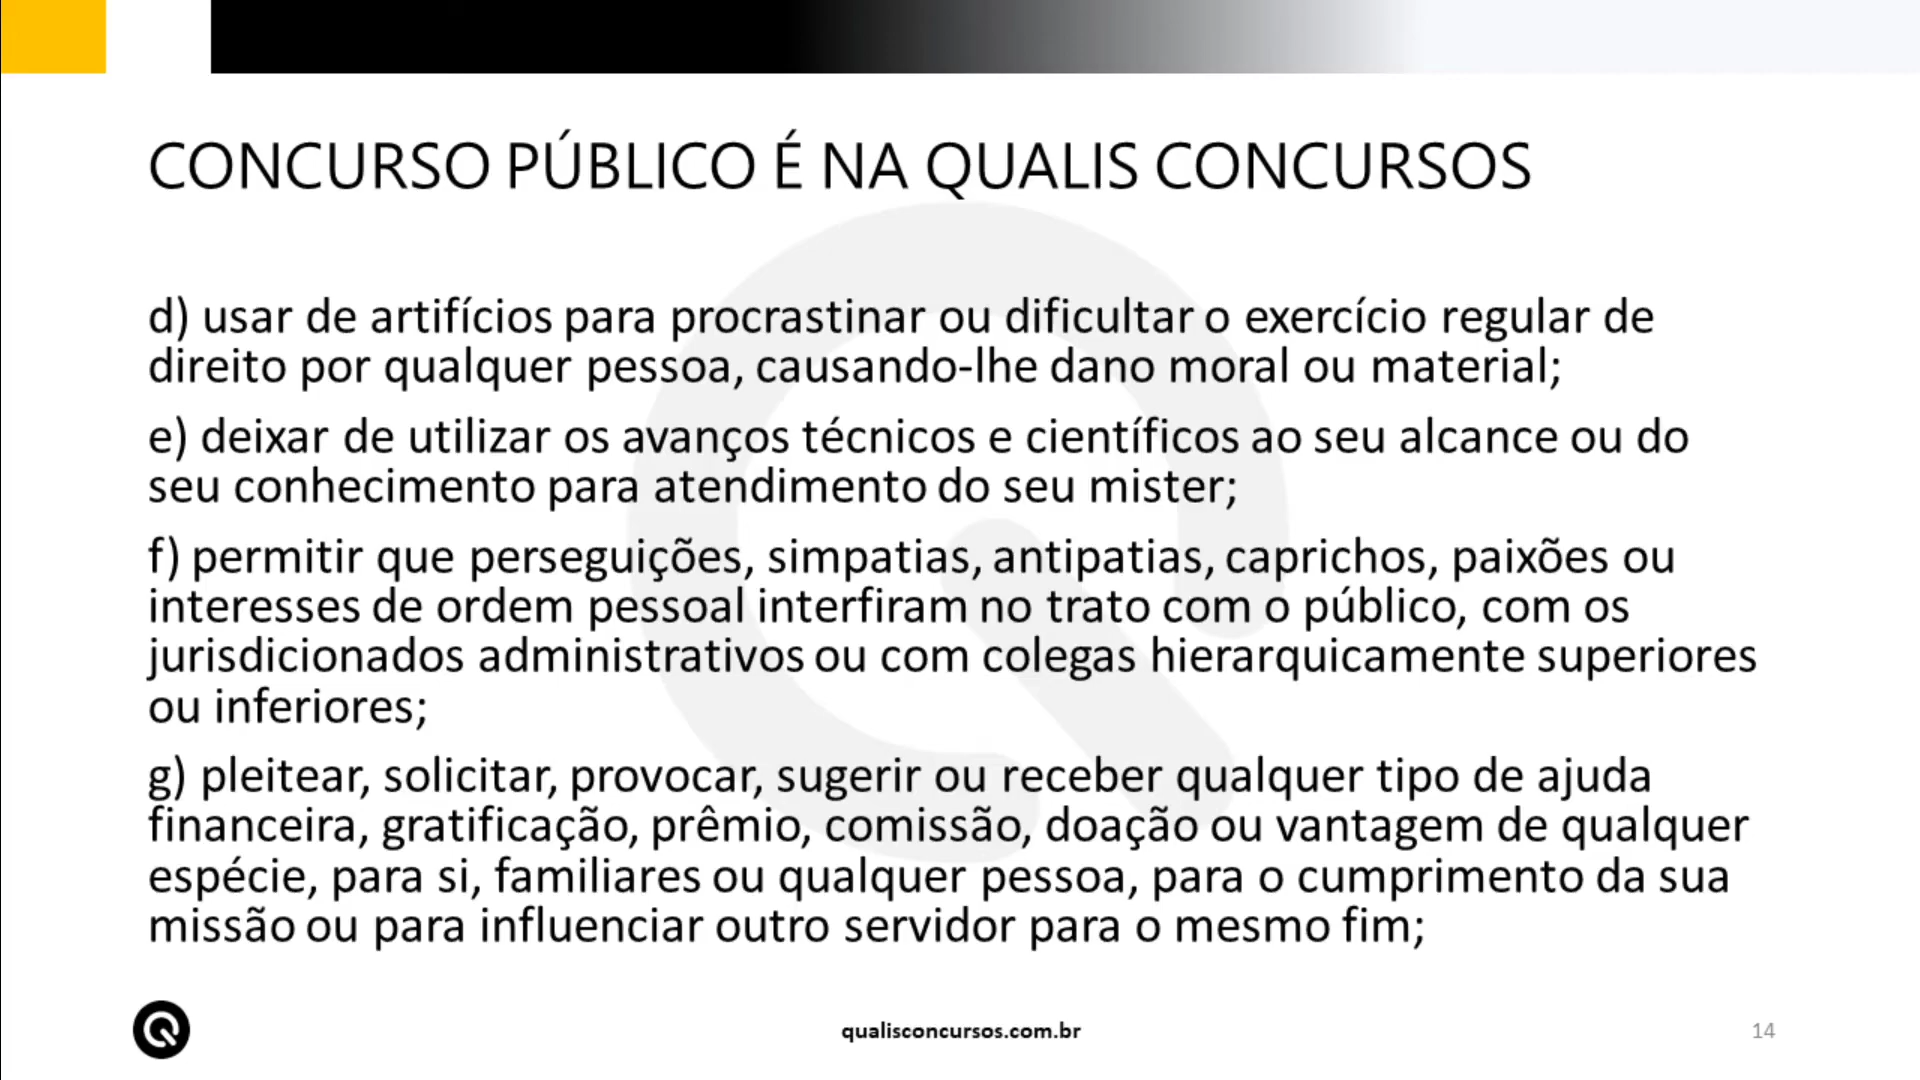 CONCURSO PÚBLICO É NA QUALIS CONCURSOS
d) usar de artifícios para procrastinar ou dificultar o exercício regular de
direito por qualquer pessoa, causando-lhe dano moral ou material;
e) deixar de utilizar os avanços técnicos e científicos ao seu alcance ou do
seu conhecimento para atendimento do seu mister;
f) permitir que perseguições, simpatias, antipatias, caprichos, paixões ou
interesses de ordem pessoal interfiram no trato com o público, com os
jurisdicionados administrativos ou com colegas hierarquicamente superiores
ou inferiores;
g) pleitear, solicitar, provocar, sugerir ou receber qualquer tipo de ajuda
financeira, gratificação, prêmio, comissão, doação ou vantagem de qualquer
espécie, para si, familiares ou qualquer pessoa, para o cumprimento da sua
missão ou para influenciar outro servidor para o mesmo fim;
qualisconcursos.com.br
14